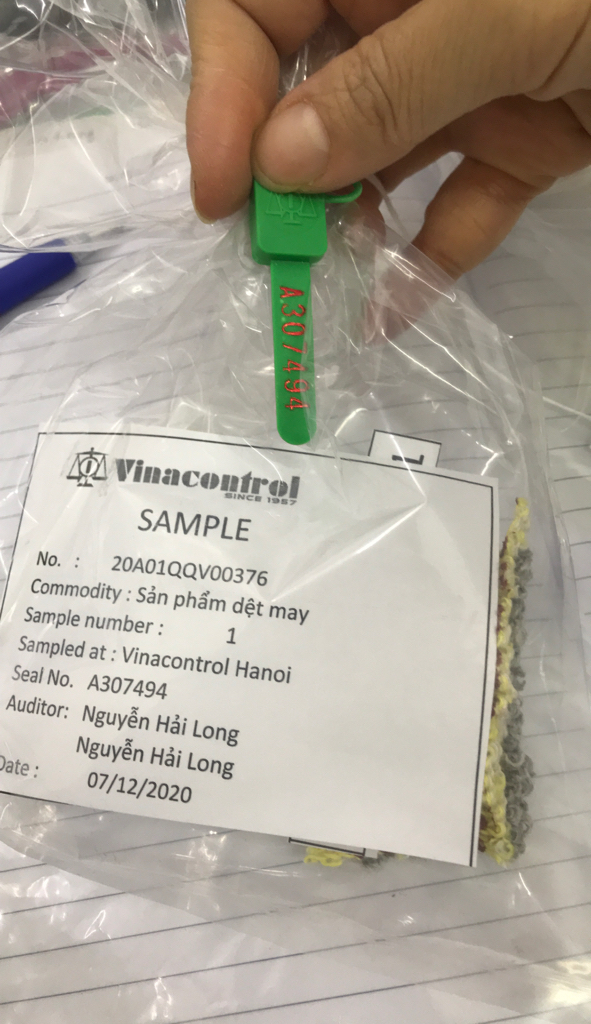 A307494
1
Vinacontrol
SINCE 1957
SAMPLE
No. : 20A01QQV00376
Commodity : Sản phẩm dệt may
Sample number : 1
Sampled at : Vinacontrol Hanoi
Seal No. A307494
Auditor: Nguyễn Hải Long
Nguyễn Hải Long
Date : 07/12/2020